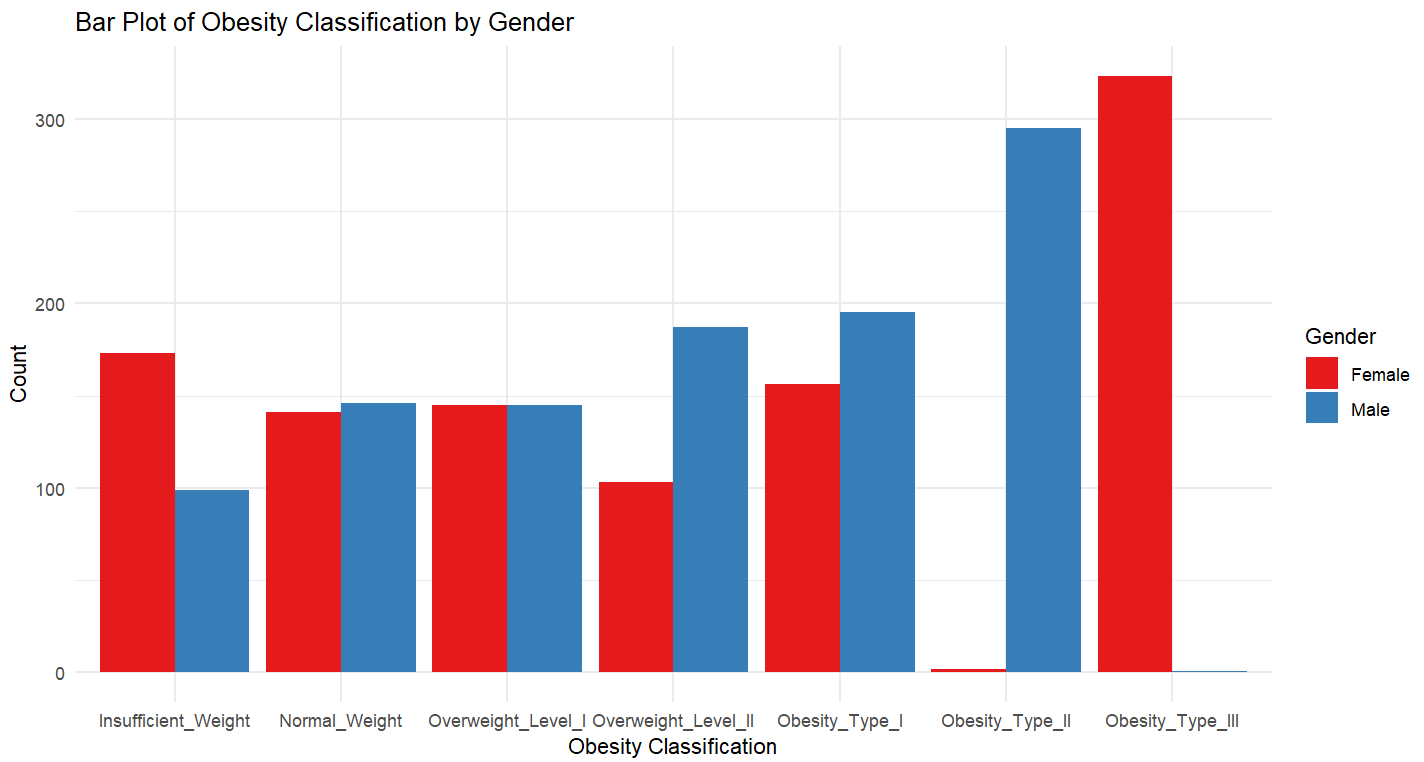 Bar Plot of Obesity Classification by Gender
Count
300
200
100
0
Insufficient_Weight Normal_Weight Overweight_Level_I Overweight_Level_II Obesity_Type_I Obesity_Type_II Obesity_Type_III
Obesity Classification
Gender
Female
Male